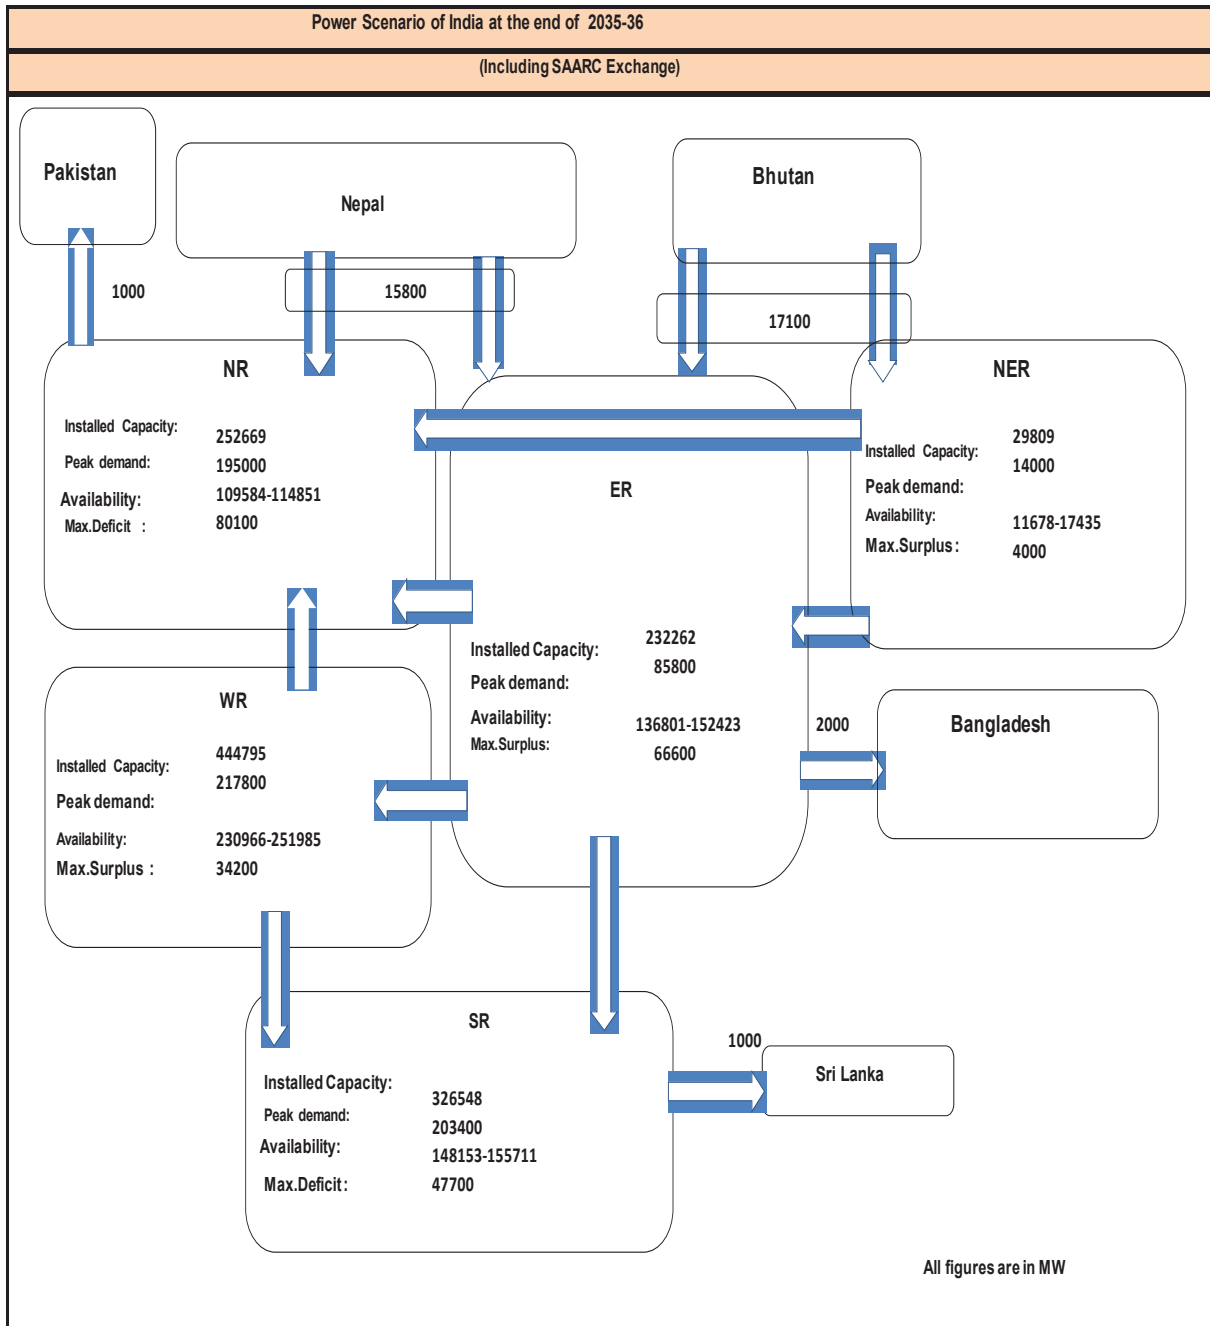 Power Scenario of India at the end of 2035-36
(Including SAARC Exchange)
Pakistan
Nepal
Bhutan
1000
15800
17100
NR
Installed Capacity: 252669
Peak demand: 195000
Availability: 109584-114851
Max.Deficit : 80100
NER
Installed Capacity: 29809
Peak demand: 14000
Availability: 11678-17435
Max.Surplus : 4000
ER
Installed Capacity: 232262
Peak demand: 85800
Availability: 136801-152423
Max.Surplus: 66600
WR
Installed Capacity: 444795
Peak demand: 217800
Availability: 230966-251985
Max.Surplus : 34200
2000
Bangladesh
SR
Installed Capacity: 326548
Peak demand: 203400
Availability: 148153-155711
Max.Deficit : 47700
1000
Sri Lanka
All figures are in MW